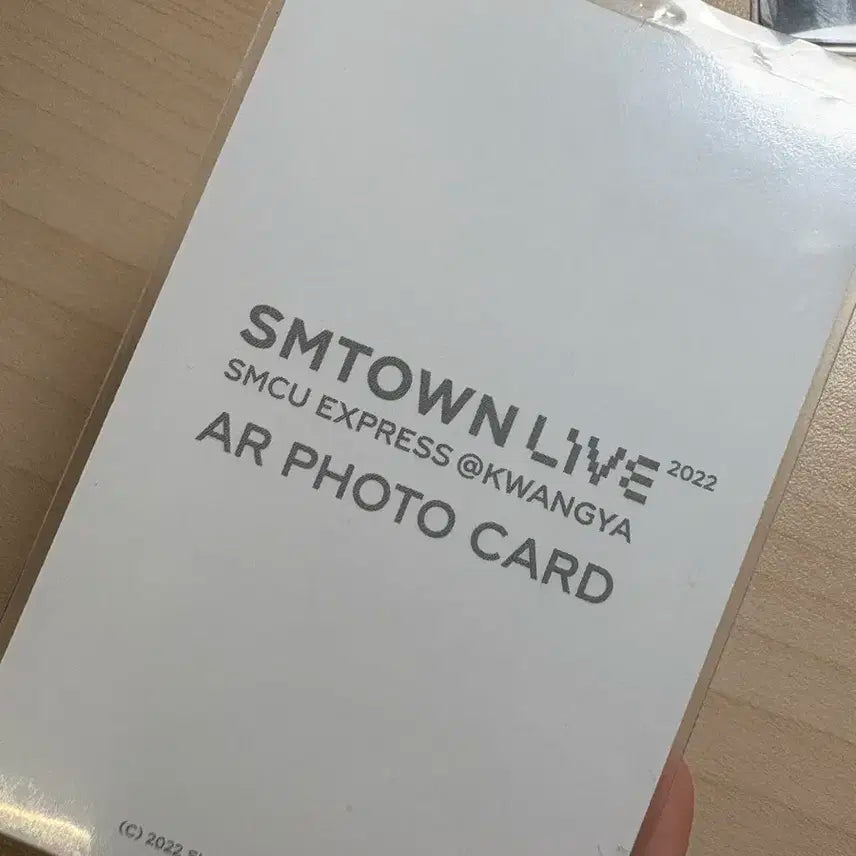 SMTOWN LIVE 2022
SMCU EXPRESS @KWANGYA
AR PHOTO CARD
(C) 2022